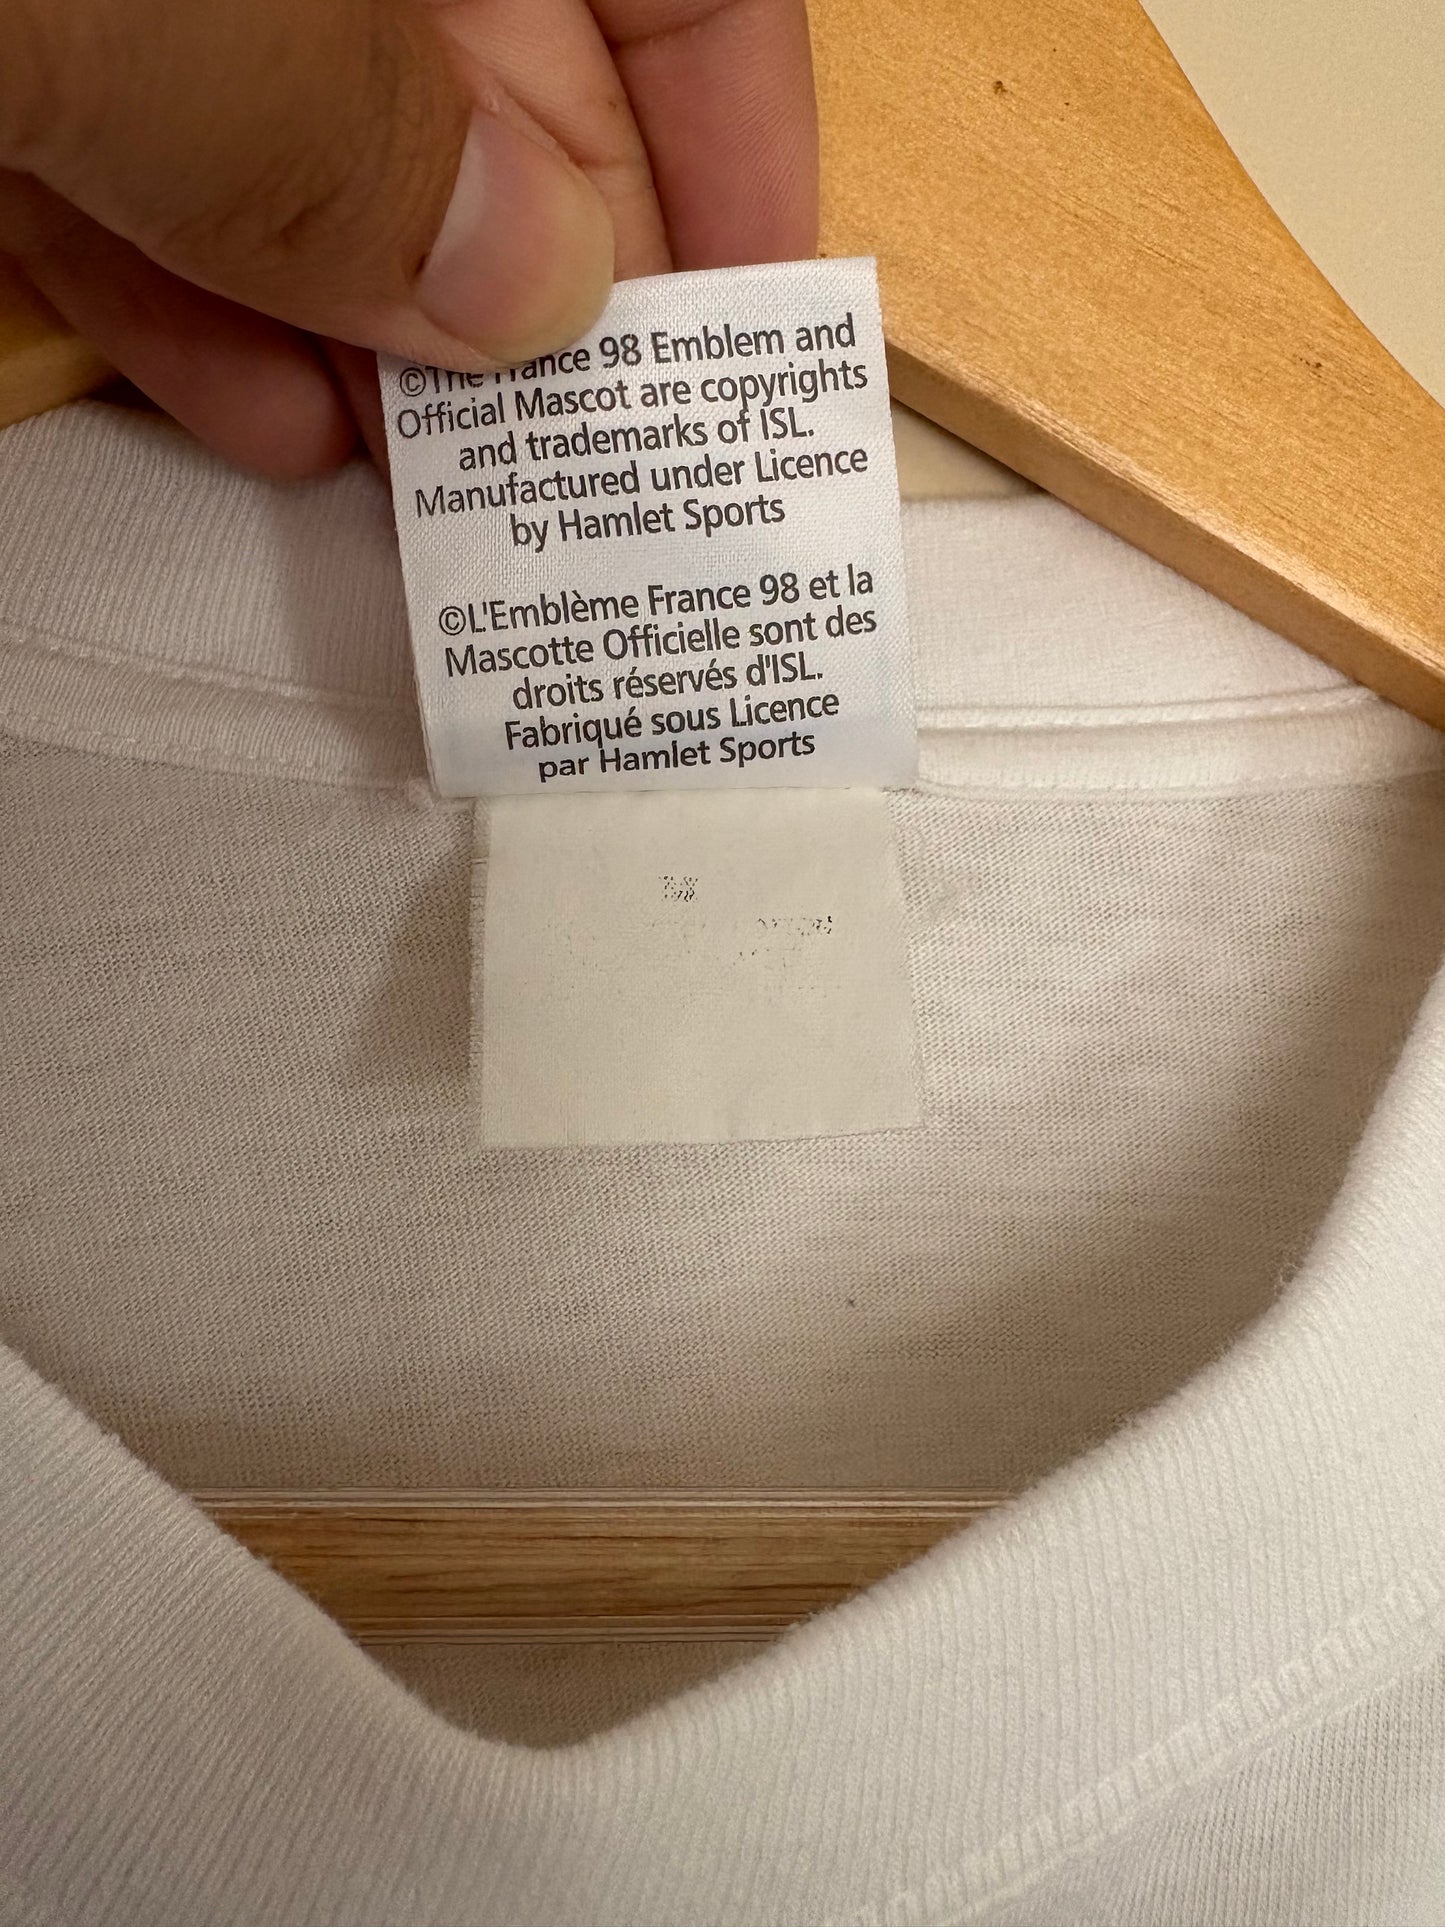 ©The France 98 Emblem and
Official Mascot are copyrights
and trademarks of ISL.
Manufactured under Licence
by Hamlet Sports
©L'Emblème France 98 et la
Mascotte Officielle sont des
droits réservés d'ISL.
Fabriqué sous Licence
par Hamlet Sports